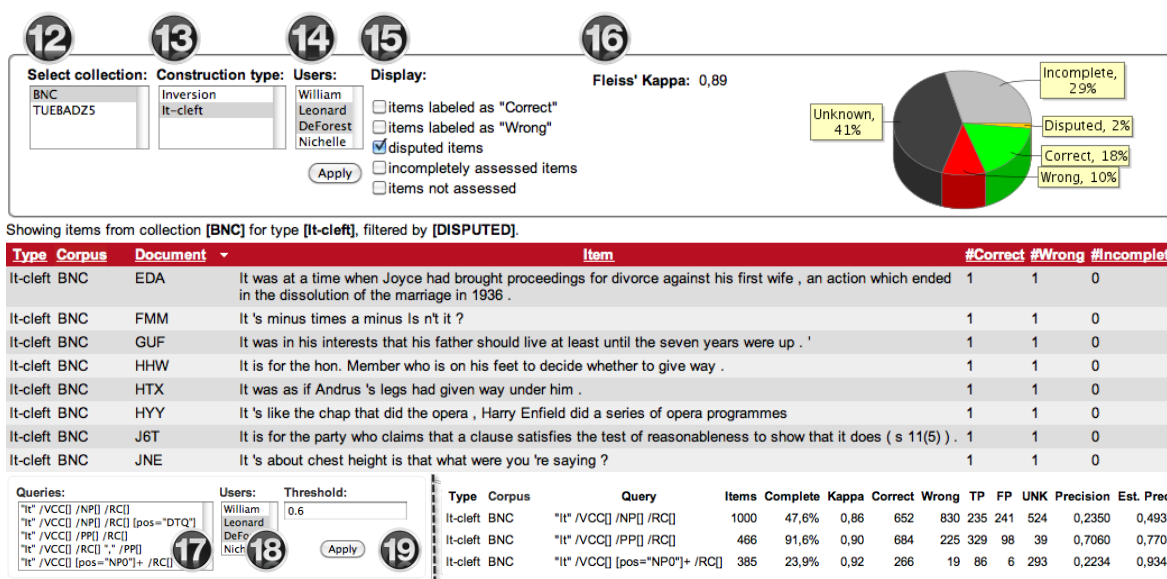 12 13 14 15 16
Select collection: Construction type: Users: Display:
Fleiss' Kappa: 0,89
BNC
TUEBADZ5
Inversion
It-cleft
William
Leonard
DeForest
Nichelle
Apply
items labeled as "Correct"
items labeled as "Wrong"
disputed items
incompletely assessed items
items not assessed
Incomplete,
29%
Unknown,
41%
Disputed, 2%
Correct, 18%
Wrong, 10%
Showing items from collection [BNC] for type [It-cleft], filtered by [DISPUTED].
Type Corpus Document Item #Correct #Wrong #Incomplet
It-cleft BNC EDA It was at a time when Joyce had brought proceedings for divorce against his first wife , an action which ended 1 1 0
in the dissolution of the marriage in 1936 .
It-cleft BNC FMM It 's minus times a minus Is n't it ? 1 1 0
It-cleft BNC GUF It was in his interests that his father should live at least until the seven years were up . ' 1 1 0
It-cleft BNC HHW It is for the hon. Member who is on his feet to decide whether to give way . 1 1 0
It-cleft BNC HTX It was as if Andrus 's legs had given way under him . 1 1 0
It-cleft BNC HYY It 's like the chap that did the opera , Harry Enfield did a series of opera programmes 1 1 0
It-cleft BNC J6T It is for the party who claims that a clause satisfies the test of reasonableness to show that it does ( s 11(5) ) . 1 1 0
It-cleft BNC JNE It 's about chest height is that what were you 're saying ? 1 1 0
Queries: Users: Threshold:
"It" /VCC[] /NP[] /RC[]
"It" /VCC[] /NP[] /RC[] [pos="DTQ"]
"It" /VCC[] /PP[] /RC[]
"It" /VCC[] /RC[] "," /PP[]
"It" /VCC[] [pos="NP0"]+ /RC[]
17
William
Leonard
DeFo
Nich
18
0.6
Apply
19
Type Corpus Query Items Complete Kappa Correct Wrong TP FP UNK Precision Est. Prec
It-cleft BNC "It" /VCC[] /NP[] /RC[] 1000 47,6% 0,86 652 830 235 241 524 0,2350 0,493
It-cleft BNC "It" /VCC[] /PP[] /RC[] 466 91,6% 0,90 684 225 329 98 39 0,7060 0,770
It-cleft BNC "It" /VCC[] [pos="NP0"]+ /RC[] 385 23,9% 0,92 266 19 86 6 293 0,2234 0,934